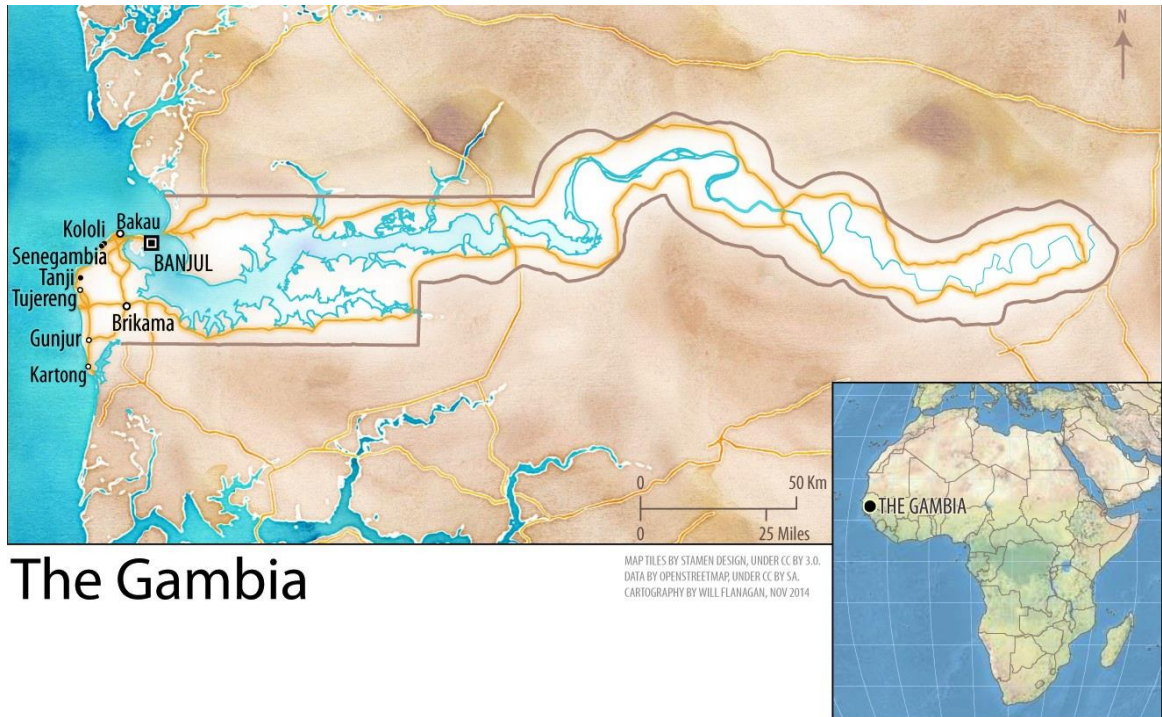 N
Kololi
Bakau
Senegambia
BANJUL
Tanji
Tujereng
Brikama
Gunjur
Kartong
0 50 Km
0 25 Miles
THE GAMBIA
The Gambia
MAP TILES BY STAMEN DESIGN, UNDER CC BY 3.0.
DATA BY OPENSTREETMAP, UNDER CC BY SA.
CARTOGRAPHY BY WILL FLANAGAN, NOV 2014